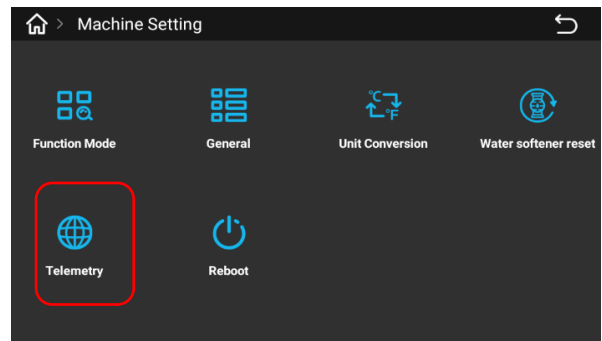 > Machine Setting
Function Mode
General
°C °F
Unit Conversion
Water softener reset
Telemetry
Reboot